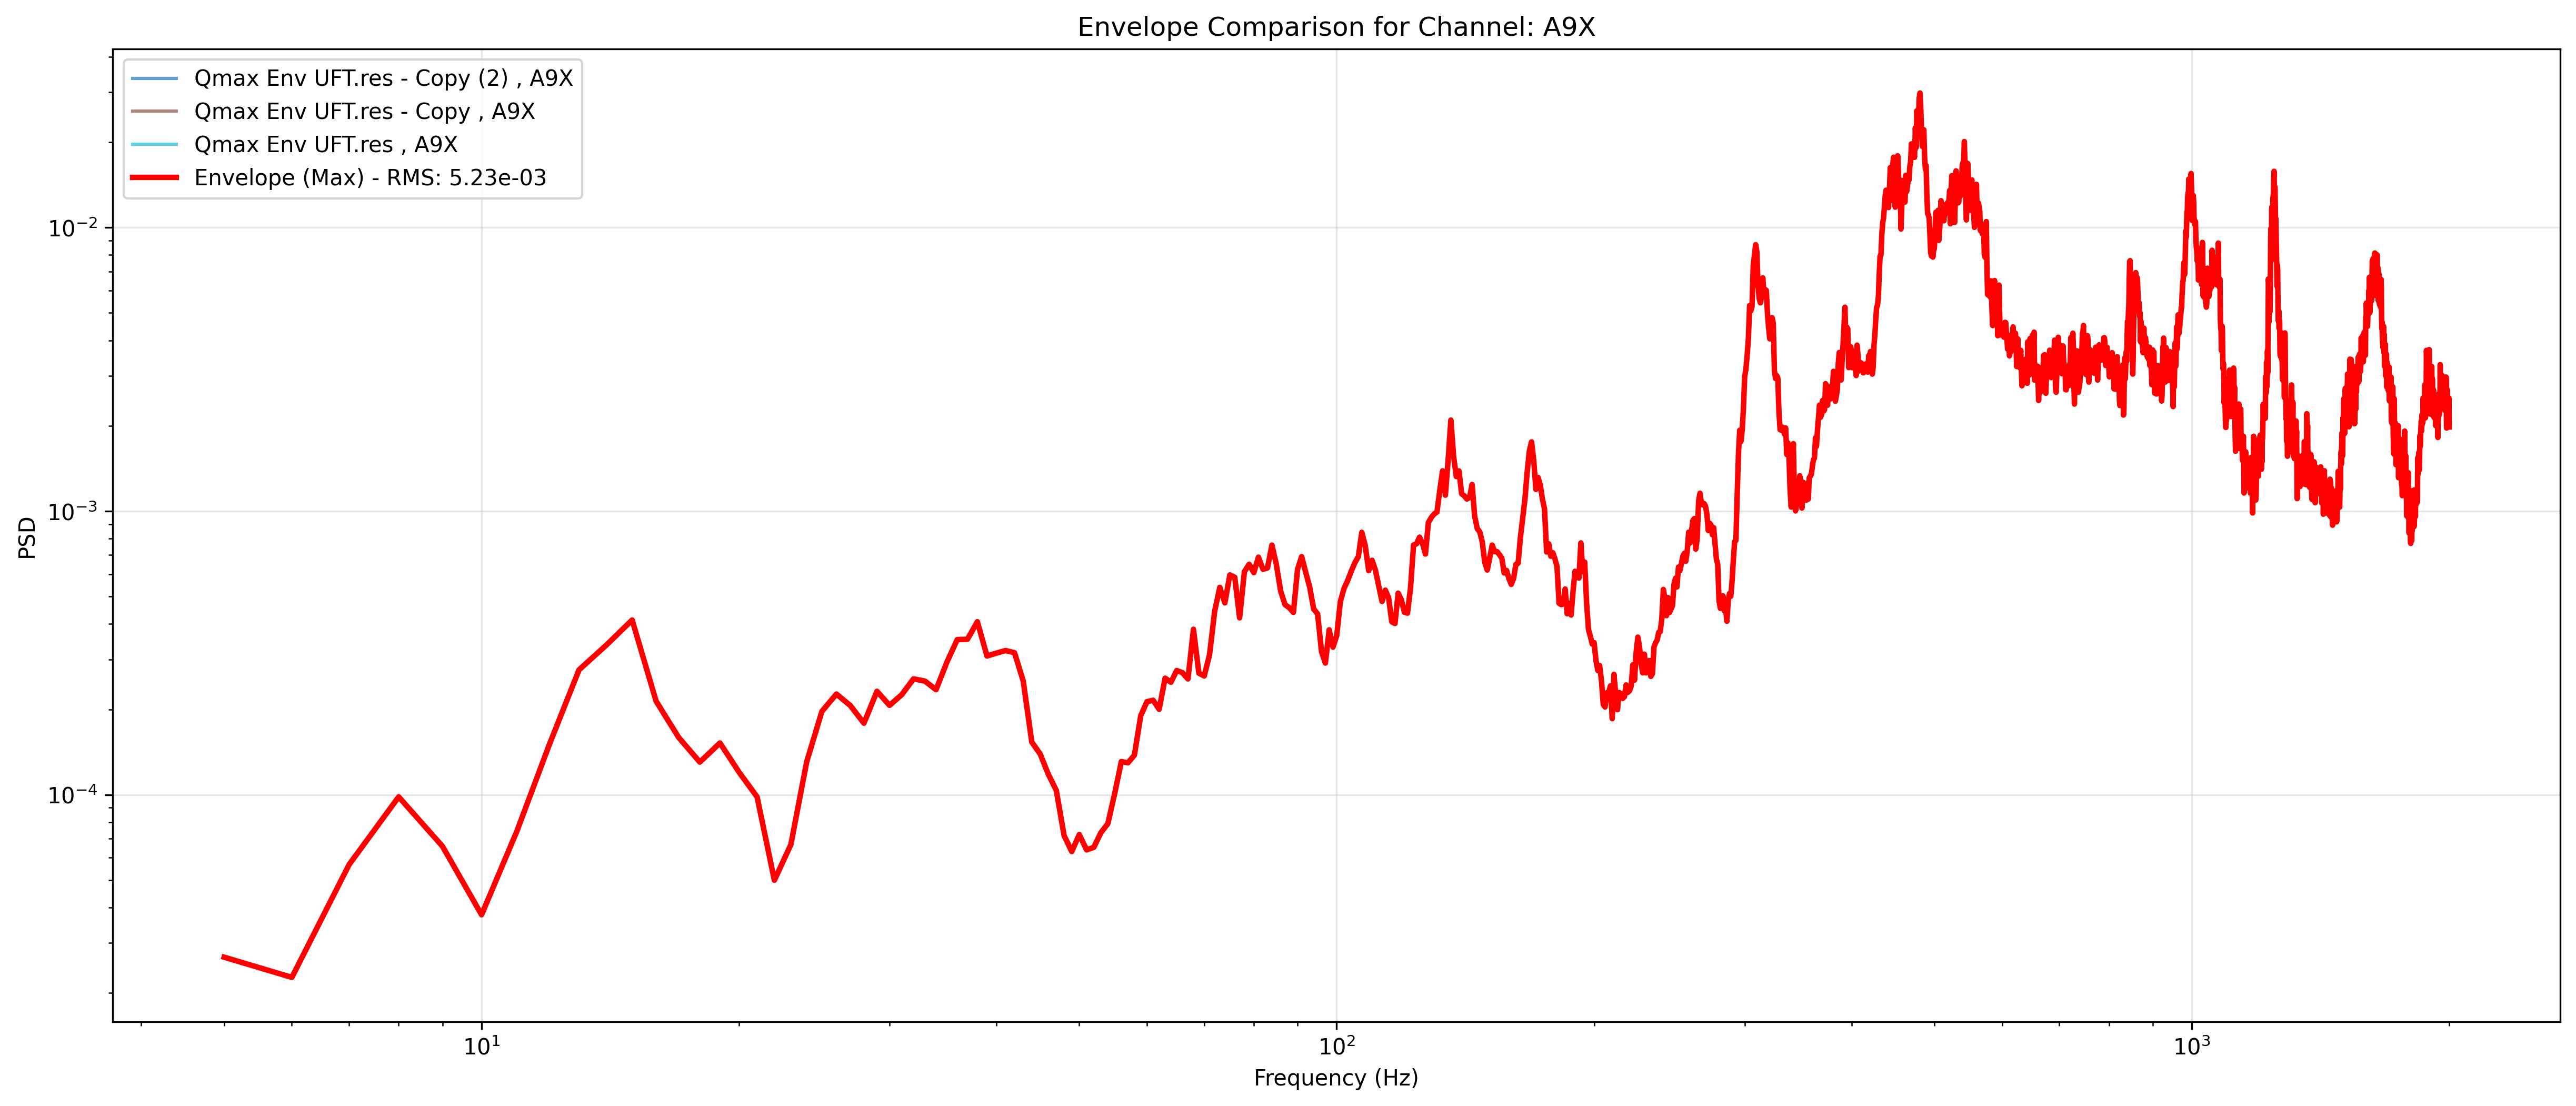 Envelope Comparison for Channel: A9X
Qmax Env UFT.res - Copy (2) , A9X
Qmax Env UFT.res - Copy , A9X
Qmax Env UFT.res , A9X
Envelope (Max) - RMS: 5.23e-03
PSD
10⁻²
10⁻³
10⁻⁴
10¹
10²
10³
Frequency (Hz)